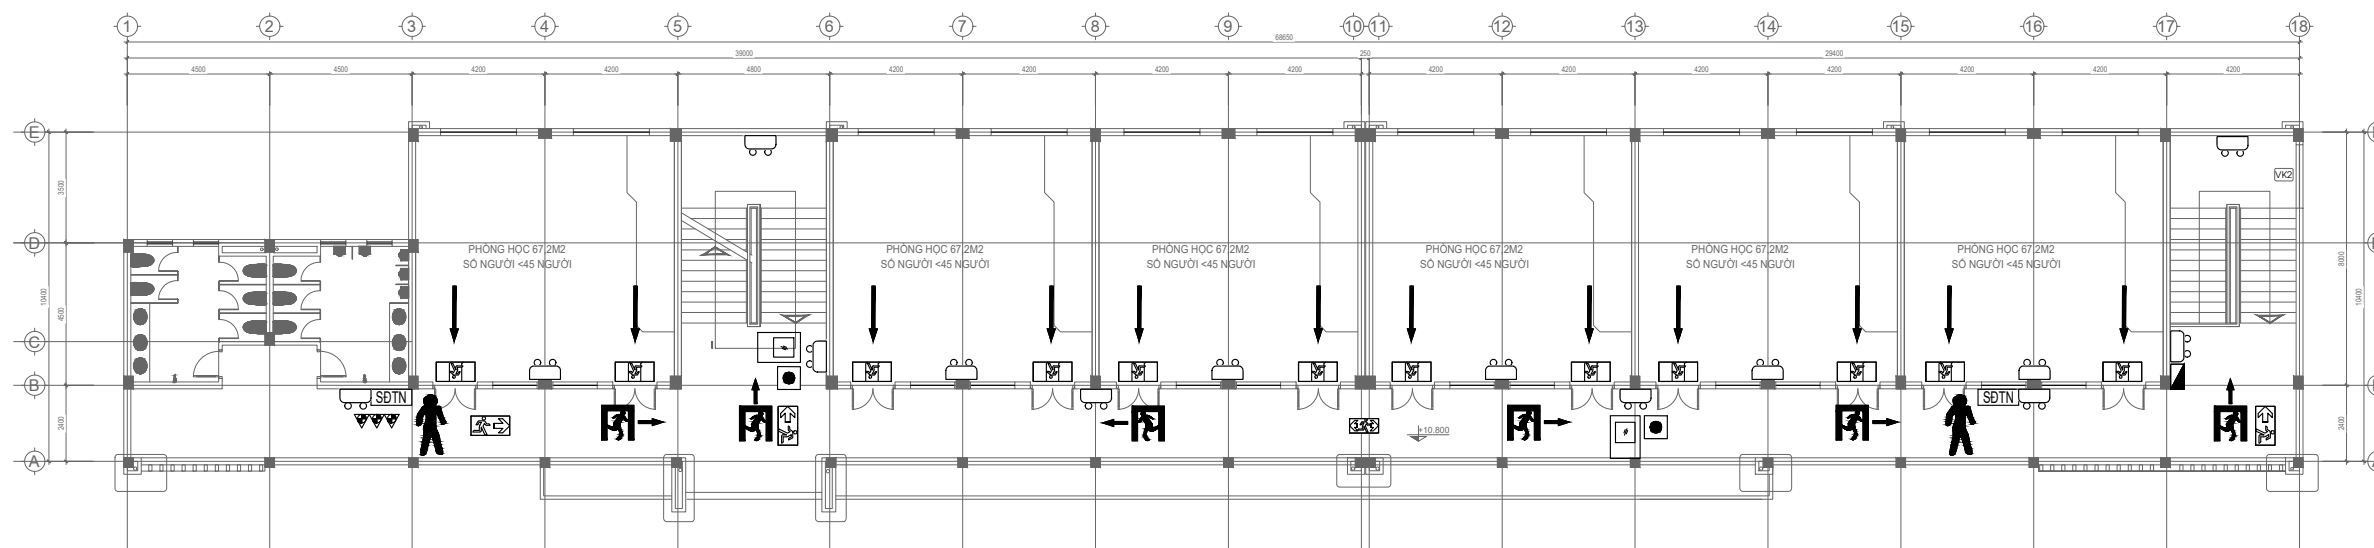 1 2 3 4 5 6 7 8 9 10 11 12 13 14 15 16 17 18
68650
39000 250 29400
4500 4500 4200 4200 4800 4200 4200 4200 4200 4200 4200 4200 4200 4200 4200 4200
E
D
C
B
A
3500
4500
2400
10400
8000
2400
10400
VK2
PHÒNG HỌC 67.2M2
SỐ NGƯỜI <45 NGƯỜI
PHÒNG HỌC 67.2M2
SỐ NGƯỜI <45 NGƯỜI
PHÒNG HỌC 67.2M2
SỐ NGƯỜI <45 NGƯỜI
PHÒNG HỌC 67.2M2
SỐ NGƯỜI <45 NGƯỜI
PHÒNG HỌC 67.2M2
SỐ NGƯỜI <45 NGƯỜI
PHÒNG HỌC 67.2M2
SỐ NGƯỜI <45 NGƯỜI
SĐTN
SĐTN
+10.800